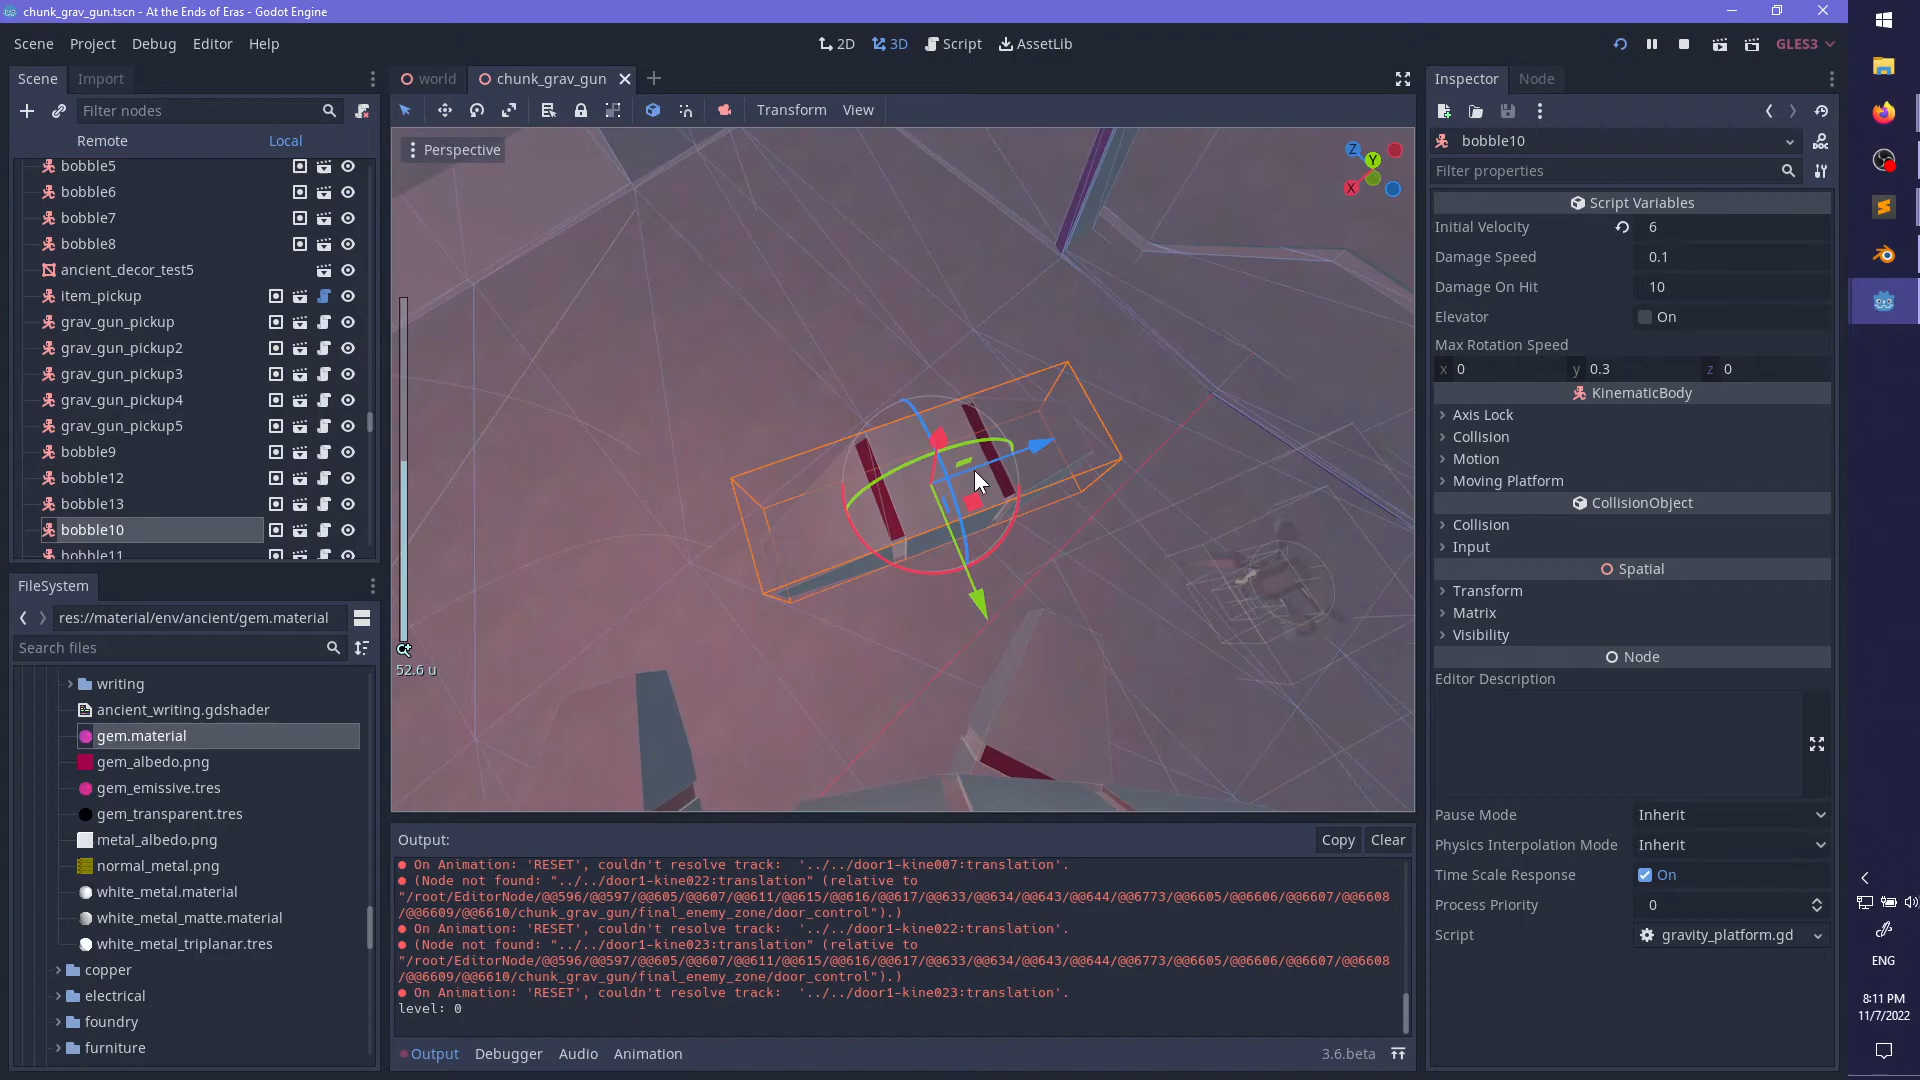 chunk_grav_gun.tscn - At the Ends of Eras - Godot Engine
Scene Project Debug Editor Help
2D 3D Script AssetLib
GLES3
Scene Import
world chunk_grav_gun
Inspector Node
Filter nodes
Transform View
Remote Local
bobble5
bobble6
bobble7
bobble8
ancient_decor_test5
item_pickup
grav_gun_pickup
grav_gun_pickup2
grav_gun_pickup3
grav_gun_pickup4
grav_gun_pickup5
bobble9
bobble12
bobble13
bobble10
bobble11
FileSystem
res://material/env/ancient/gem.material
Search files
writing
ancient_writing.gdshader
gem.material
gem_albedo.png
gem_emissive.tres
gem_transparent.tres
metal_albedo.png
normal_metal.png
white_metal.material
white_metal_matte.material
white_metal_triplanar.tres
copper
electrical
foundry
furniture
Perspective
Z Y X
52.6 u
Output:
Copy Clear
On Animation: 'RESET', couldn't resolve track:  '../../door1-kine007:translation'.
(Node not found: "../../door1-kine022:translation" (relative to
"/root/EditorNode/@@596/@@597/@@605/@@607/@@611/@@615/@@616/@@617/@@633/@@634/@@643/@@644/@@6773/@@6605/@@6606/@@6607/@@6608
/@@6609/@@6610/chunk_grav_gun/final_enemy_zone/door_control").)
On Animation: 'RESET', couldn't resolve track:  '../../door1-kine022:translation'.
(Node not found: "../../door1-kine023:translation" (relative to
"/root/EditorNode/@@596/@@597/@@605/@@607/@@611/@@615/@@616/@@617/@@633/@@634/@@643/@@644/@@6773/@@6605/@@6606/@@6607/@@6608
/@@6609/@@6610/chunk_grav_gun/final_enemy_zone/door_control").)
On Animation: 'RESET', couldn't resolve track:  '../../door1-kine023:translation'.
level: 0
Output Debugger Audio Animation
3.6.beta
bobble10
DOC
Filter properties
Script Variables
Initial Velocity 6
Damage Speed 0.1
Damage On Hit 10
Elevator On
Max Rotation Speed
x 0 y 0.3 z 0
KinematicBody
Axis Lock
Collision
Motion
Moving Platform
CollisionObject
Collision
Input
Spatial
Transform
Matrix
Visibility
Node
Editor Description
Pause Mode Inherit
Physics Interpolation Mode Inherit
Time Scale Response On
Process Priority 0
Script gravity_platform.gd
ENG
8:11 PM
11/7/2022